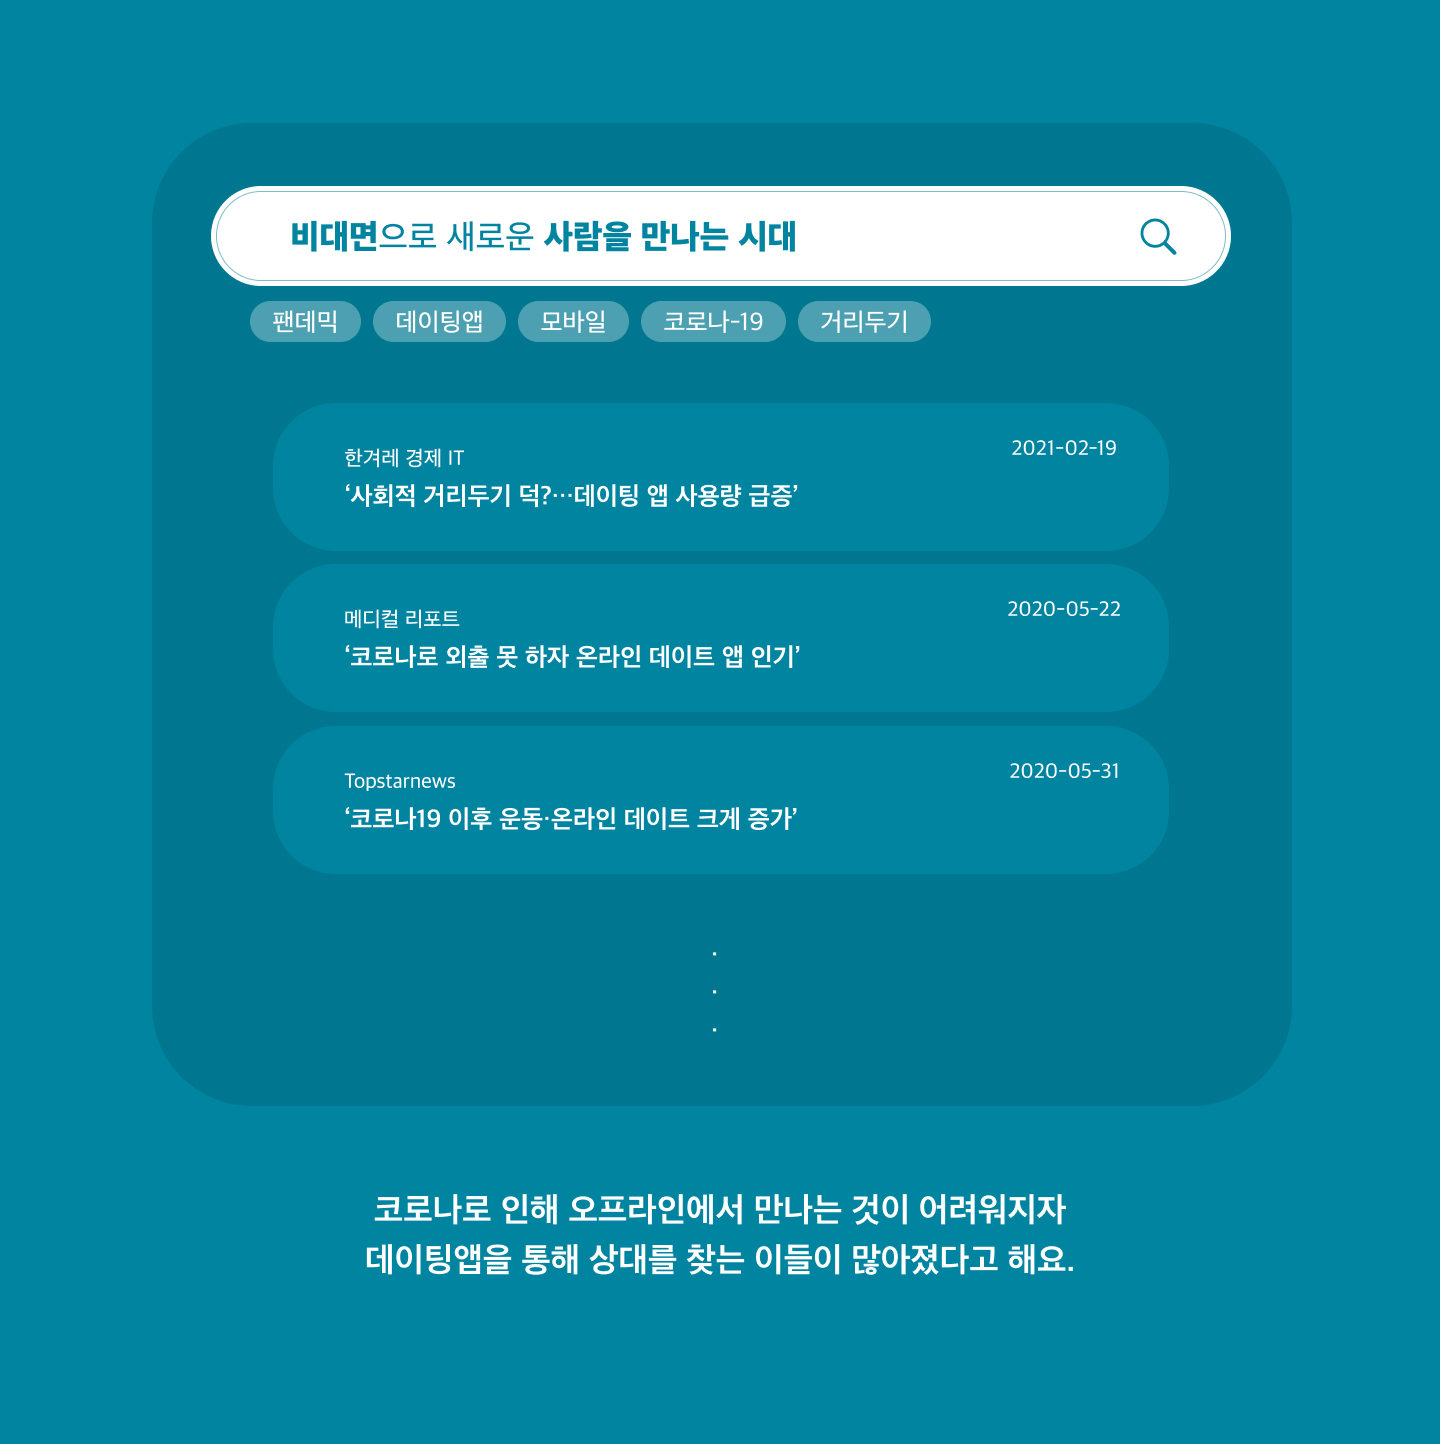 비대면으로 새로운 사람을 만나는 시대
팬데믹 데이팅앱 모바일 코로나-19 거리두기
한겨레 경제 IT 2021-02-19
‘사회적 거리두기 덕?…데이팅 앱 사용량 급증’
메디컬 리포트 2020-05-22
‘코로나로 외출 못 하자 온라인 데이트 앱 인기’
Topstarnews 2020-05-31
‘코로나19 이후 운동·온라인 데이트 크게 증가’
.
.
.
코로나로 인해 오프라인에서 만나는 것이 어려워지자
데이팅앱을 통해 상대를 찾는 이들이 많아졌다고 해요.